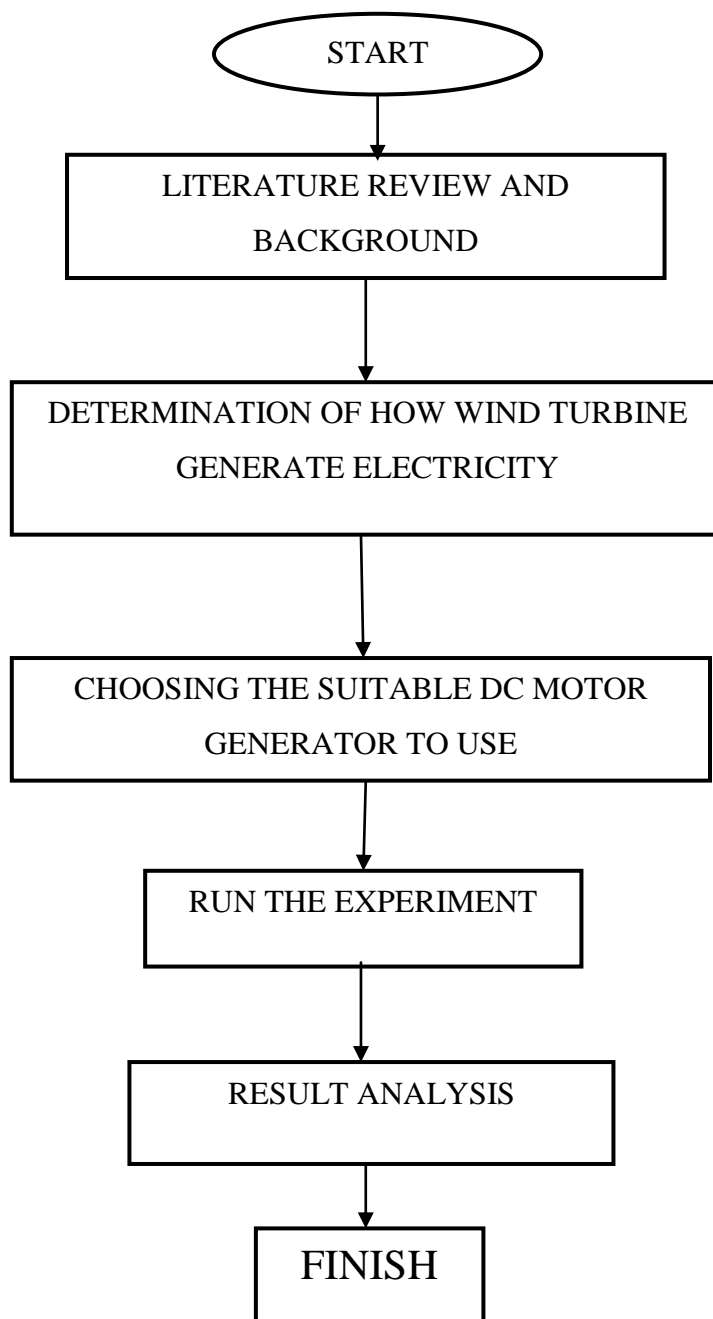 START
LITERATURE REVIEW AND
BACKGROUND
DETERMINATION OF HOW WIND TURBINE
GENERATE ELECTRICITY
CHOOSING THE SUITABLE DC MOTOR
GENERATOR TO USE
RUN THE EXPERIMENT
RESULT ANALYSIS
FINISH